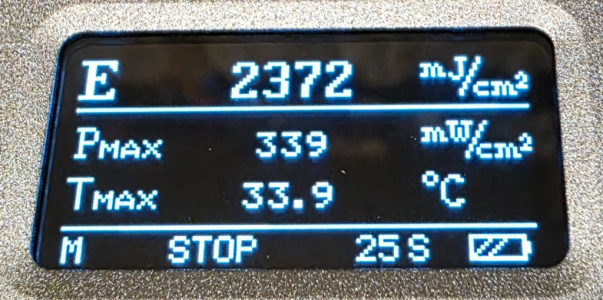 E 2372 mJ/cm²
PMAX 339 mW/cm²
TMAX 33.9 °C
M STOP 25S